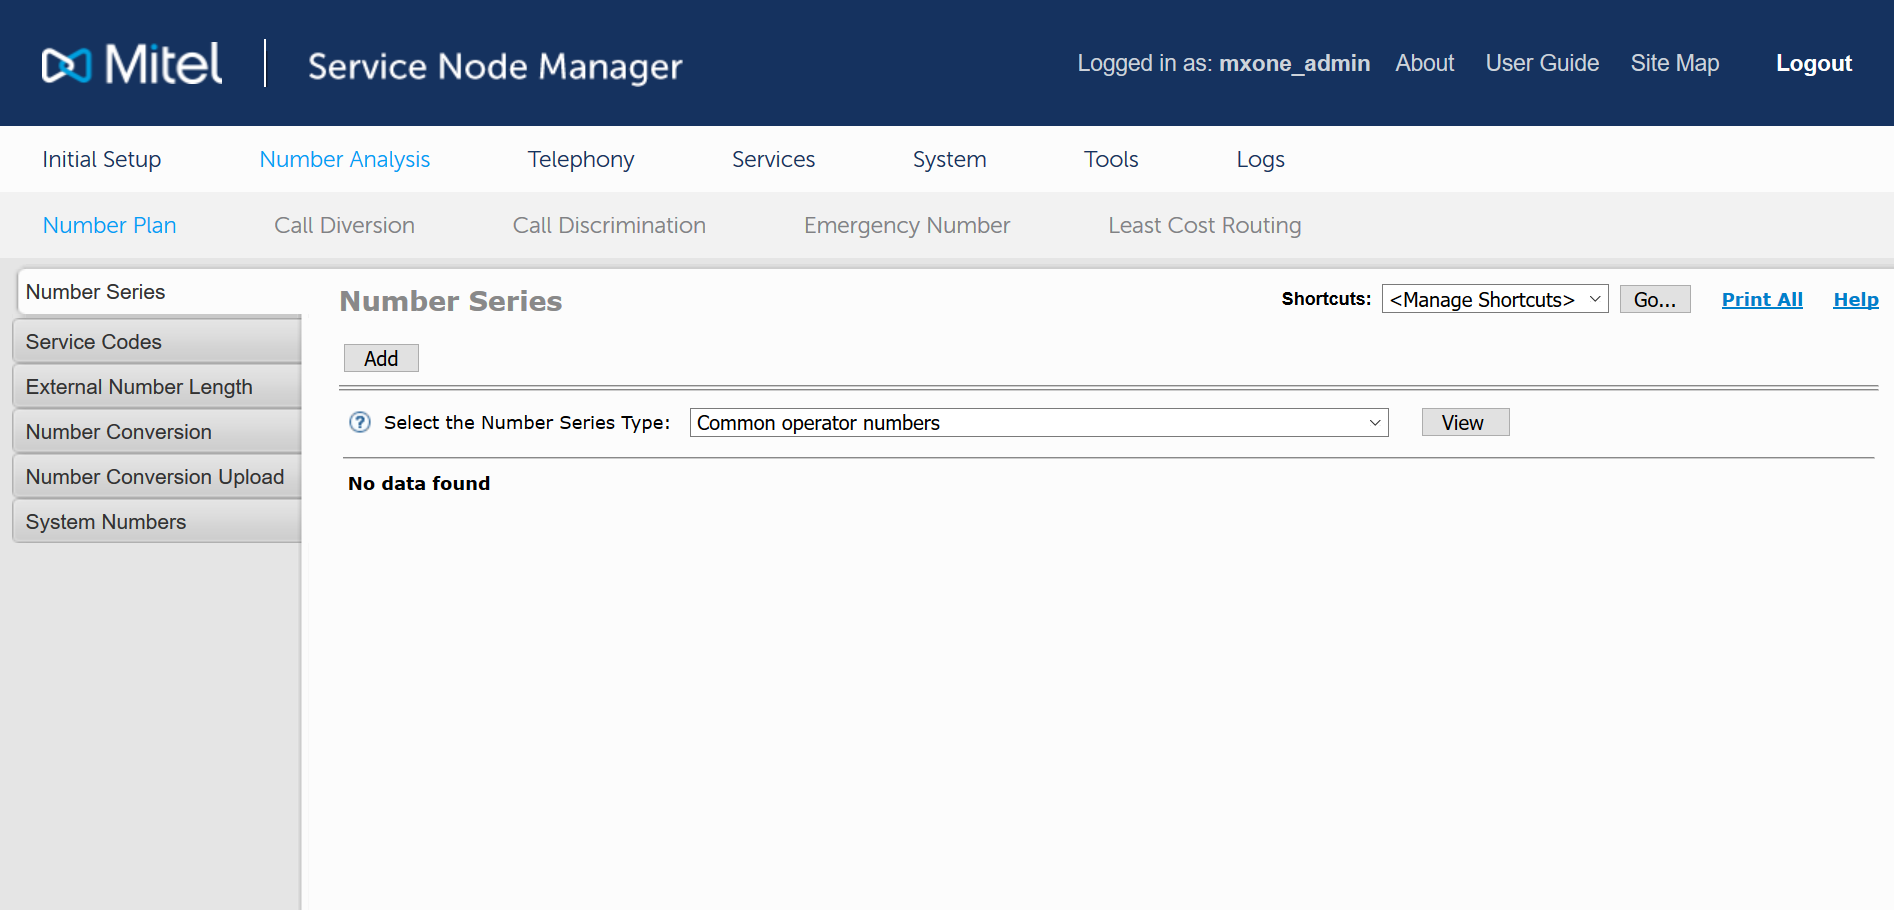 Mitel
Service Node Manager
Logged in as: mxone_admin About User Guide Site Map Logout
Initial Setup Number Analysis Telephony Services System Tools Logs
Number Plan Call Diversion Call Discrimination Emergency Number Least Cost Routing
Number Series
Service Codes
External Number Length
Number Conversion
Number Conversion Upload
System Numbers
Number Series
Shortcuts: <Manage Shortcuts> Go... Print All Help
Add
? Select the Number Series Type: Common operator numbers View
No data found